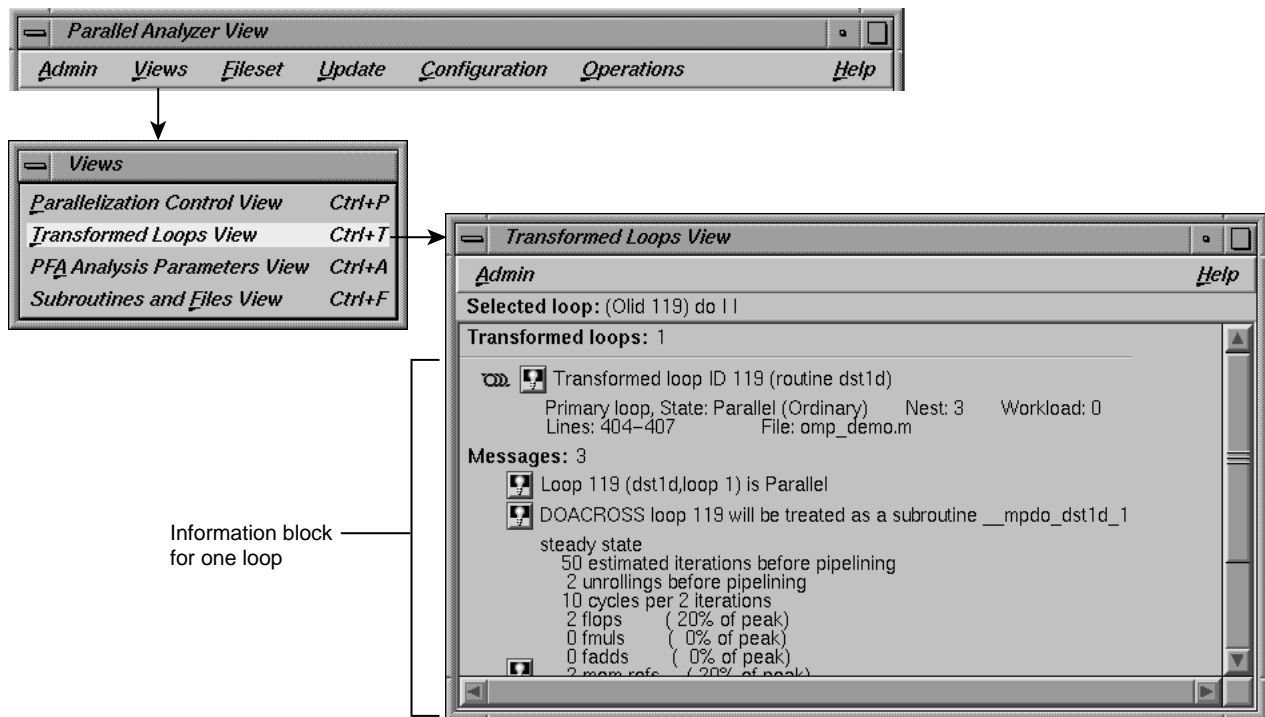 Parallel Analyzer View
Admin Views Fileset Update Configuration Operations Help
Views
Parallelization Control View Ctrl+P
Transformed Loops View Ctrl+T
PFA Analysis Parameters View Ctrl+A
Subroutines and Files View Ctrl+F
Transformed Loops View
Admin Help
Selected loop: (Olid 119) do l l
Transformed loops: 1
Transformed loop ID 119 (routine dst1d)
Primary loop, State: Parallel (Ordinary) Nest: 3 Workload: 0
Lines: 404–407 File: omp_demo.m
Messages: 3
Loop 119 (dst1d,loop 1) is Parallel
DOACROSS loop 119 will be treated as a subroutine __mpdo_dst1d_1
steady state
50 estimated iterations before pipelining
2 unrollings before pipelining
10 cycles per 2 iterations
2 flops ( 20% of peak)
0 fmuls ( 0% of peak)
0 fadds ( 0% of peak)
2 mem refs ( 20% of peak)
Information block
for one loop